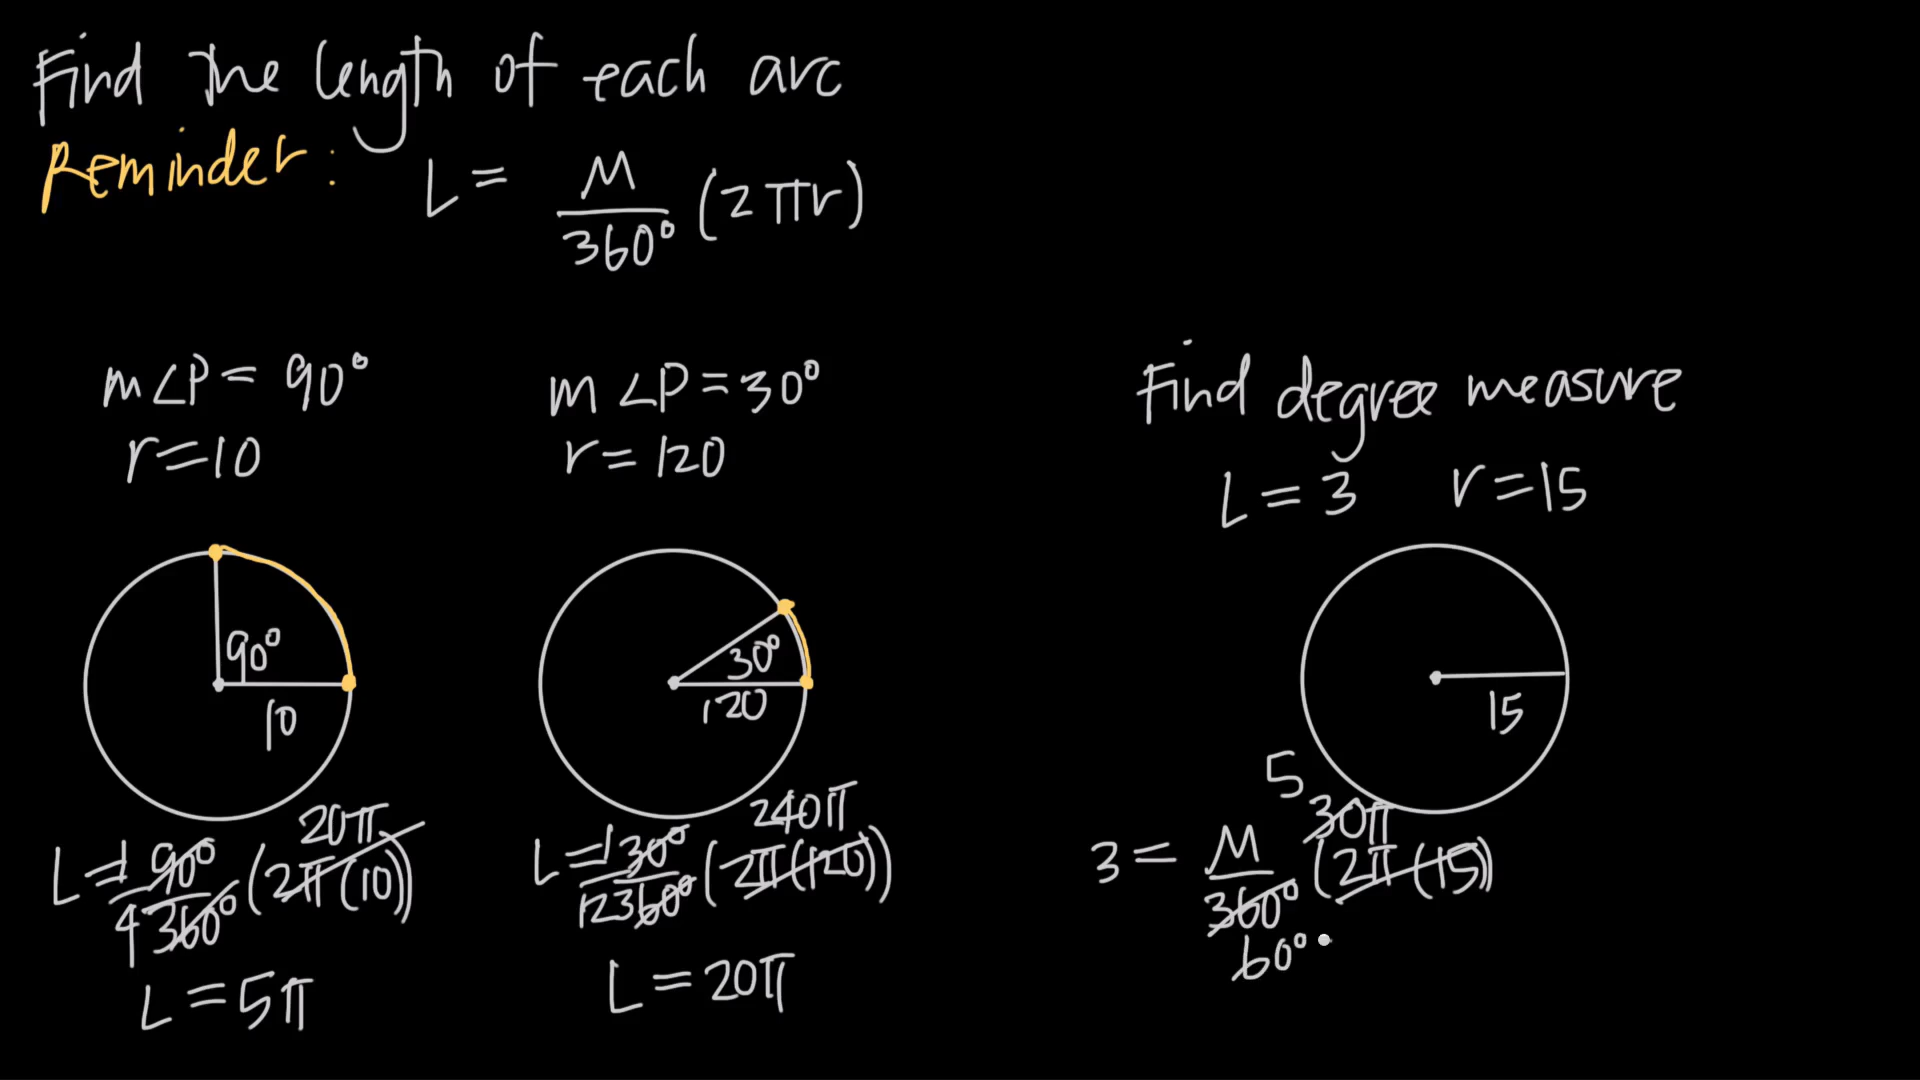 Find The length of each arc
Reminder: L = M/360° (2πr)
m∠P = 90°
r = 10
90°
10
20π
L = 1 90°/4 360° (2π(10))
L = 5π
m∠P = 30°
r = 120
30°
120
240π
L = 1 30°/12 360° (2π(120))
L = 20π
Find degree measure
L = 3 r = 15
15
5
30π
3 = M/360° (2π(15))
60°